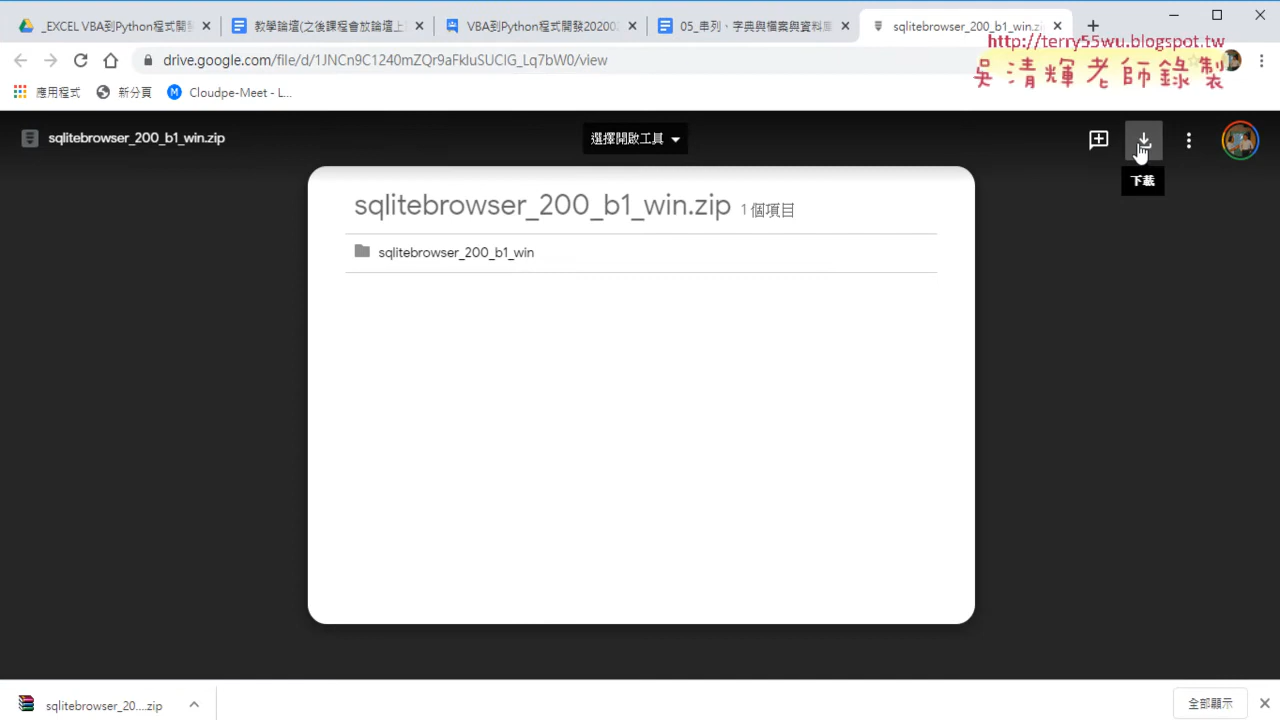 _EXCEL VBA到Python程式開發
教學論壇(之後課程會放論壇上
VBA到Python程式開發20200
05_串列、字典與檔案與資料庫
sqlitebrowser_200_b1_win.zi
http://terry55wu.blogspot.tw
drive.google.com/file/d/1JNCn9C1240mZQr9aFkluSUCIG_Lq7bW0/view
吳清輝老師錄製
應用程式
新分頁
Cloudpe-Meet - L...
sqlitebrowser_200_b1_win.zip
選擇開啟工具
下載
sqlitebrowser_200_b1_win.zip 1 個項目
sqlitebrowser_200_b1_win
sqlitebrowser_20....zip
全部顯示